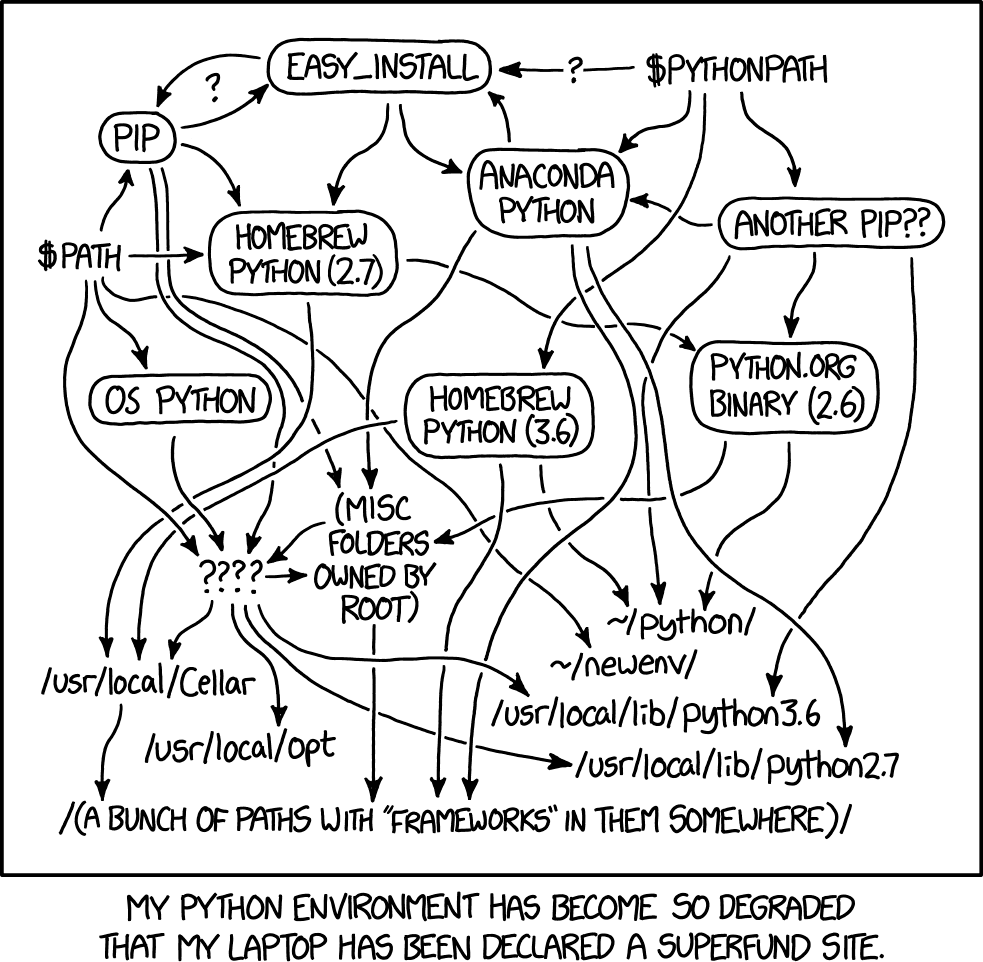 EASY_INSTALL
?
$PYTHONPATH
?
PIP
ANACONDA
PYTHON
ANOTHER PIP??
HOMEBREW
PYTHON (2.7)
$PATH
PYTHON.ORG
BINARY (2.6)
OS PYTHON
HOMEBREW
PYTHON (3.6)
(MISC
FOLDERS
OWNED BY
ROOT)
????
~/python/
~/newenv/
/usr/local/Cellar
/usr/local/lib/python3.6
/usr/local/opt
/usr/local/lib/python2.7
/(A BUNCH OF PATHS WITH "FRAMEWORKS" IN THEM SOMEWHERE)/
MY PYTHON ENVIRONMENT HAS BECOME SO DEGRADED
THAT MY LAPTOP HAS BEEN DECLARED A SUPERFUND SITE.